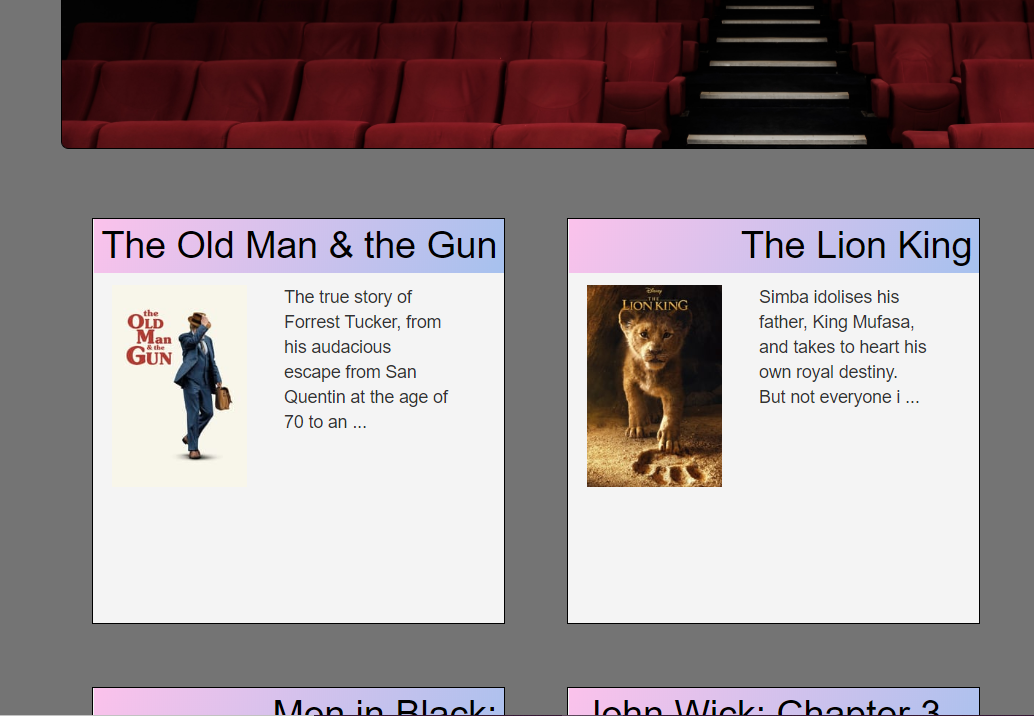 The Old Man & the Gun
the
OLD
Man
& the
GUN
The true story of
Forrest Tucker, from
his audacious
escape from San
Quentin at the age of
70 to an ...
The Lion King
Disney
THE
LION KING
Simba idolises his
father, King Mufasa,
and takes to heart his
own royal destiny.
But not everyone i ...
Men in Black:
John Wick: Chapter 3